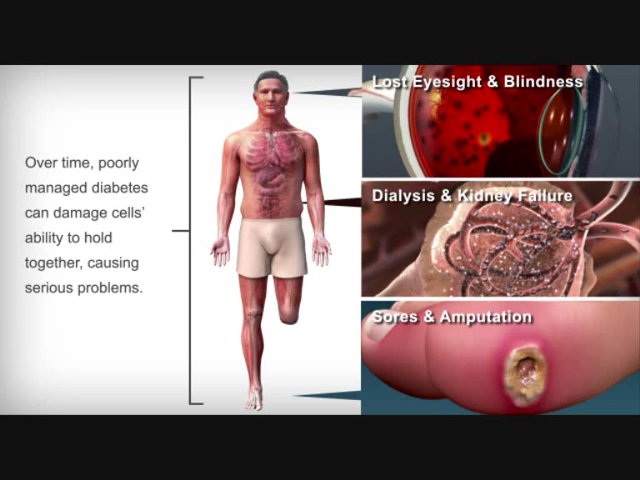 Over time, poorly
managed diabetes
can damage cells’
ability to hold
together, causing
serious problems.
Lost Eyesight & Blindness
Dialysis & Kidney Failure
Sores & Amputation